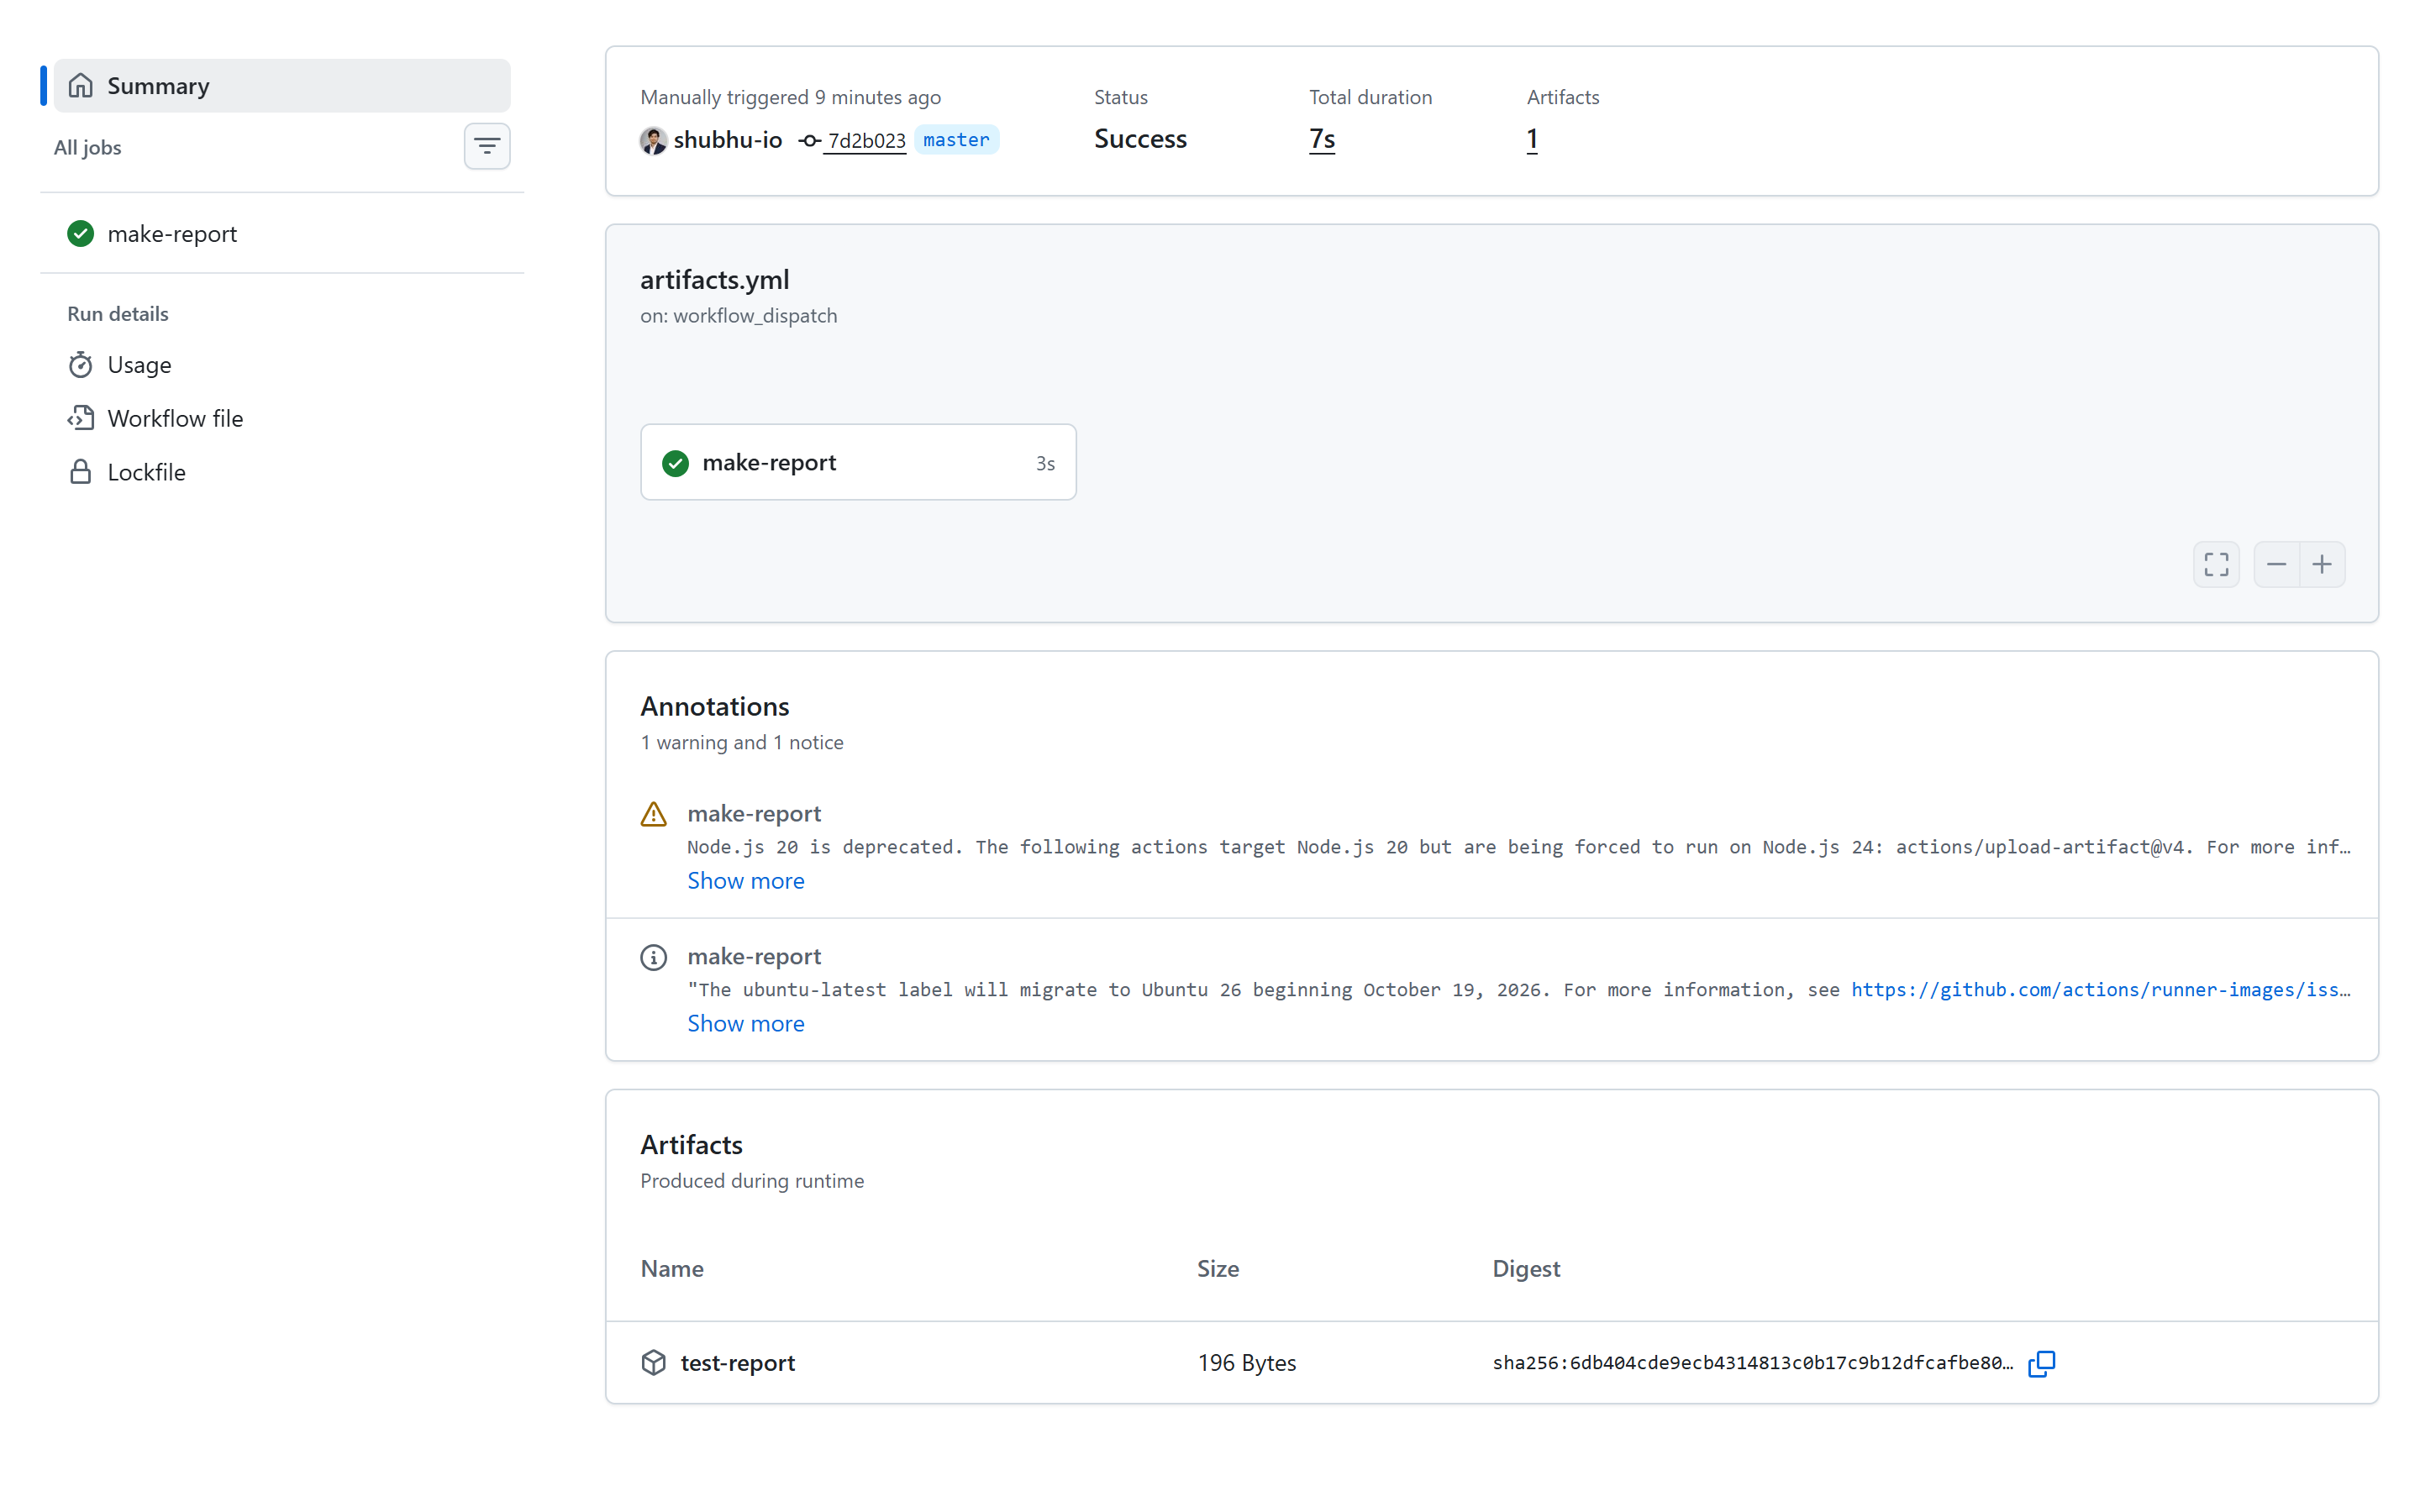 Summary
All jobs
make-report
Run details
Usage
Workflow file
Lockfile
Manually triggered 9 minutes ago
shubhu-io 7d2b023 master
Status
Success
Total duration
7s
Artifacts
1
artifacts.yml
on: workflow_dispatch
make-report 3s
Annotations
1 warning and 1 notice
make-report
Node.js 20 is deprecated. The following actions target Node.js 20 but are being forced to run on Node.js 24: actions/upload-artifact@v4. For more inf…
Show more
make-report
"The ubuntu-latest label will migrate to Ubuntu 26 beginning October 19, 2026. For more information, see https://github.com/actions/runner-images/iss…
Show more
Artifacts
Produced during runtime
Name Size Digest
test-report 196 Bytes sha256:6db404cde9ecb4314813c0b17c9b12dfcafbe80…